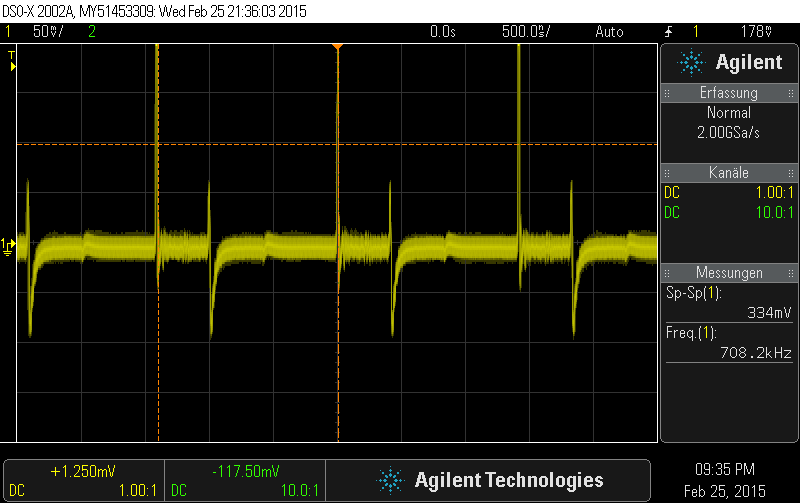 DSO-X 2002A, MY51453309: Wed Feb 25 21:36:03 2015
1 50mV/ 2 0.0s 500.0ns/ Auto 1 178mV
T
Agilent
Erfassung
Normal
2.00GSa/s
Kanäle
DC 1.00:1
DC 10.0:1
1
Messungen
Sp-Sp(1):
334mV
Freq.(1):
708.2kHz
+1.250mV
DC 1.00:1
-117.50mV
DC 10.0:1
Agilent Technologies
09:35 PM
Feb 25, 2015